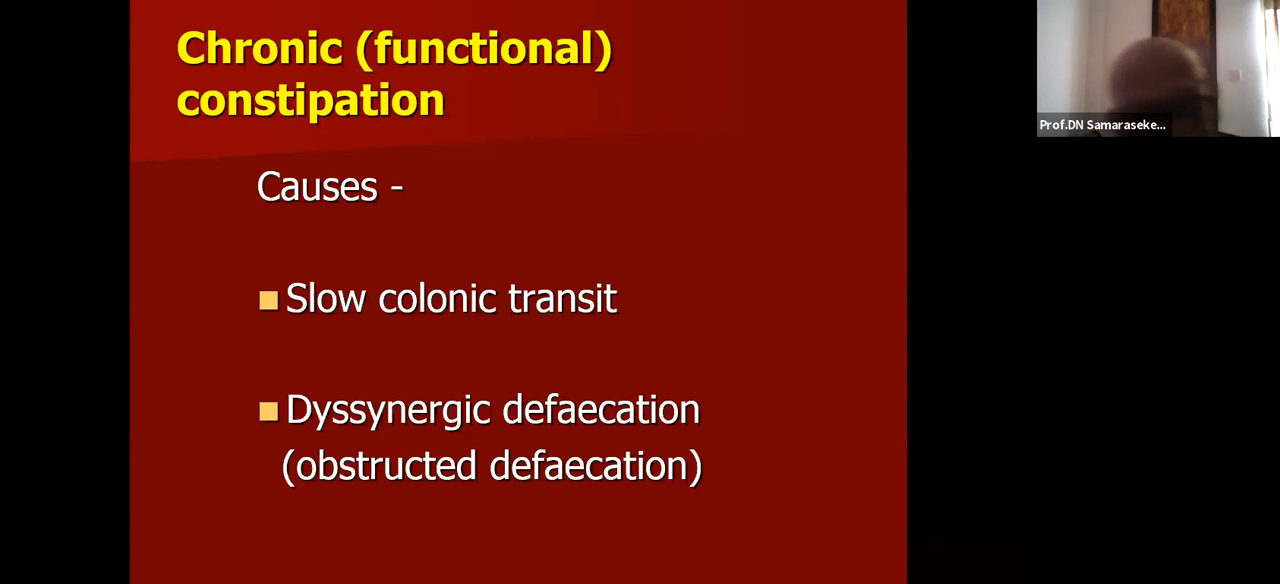 Chronic (functional)
constipation
Causes -
Slow colonic transit
Dyssynergic defaecation
(obstructed defaecation)
Prof.DN Samaraseke...